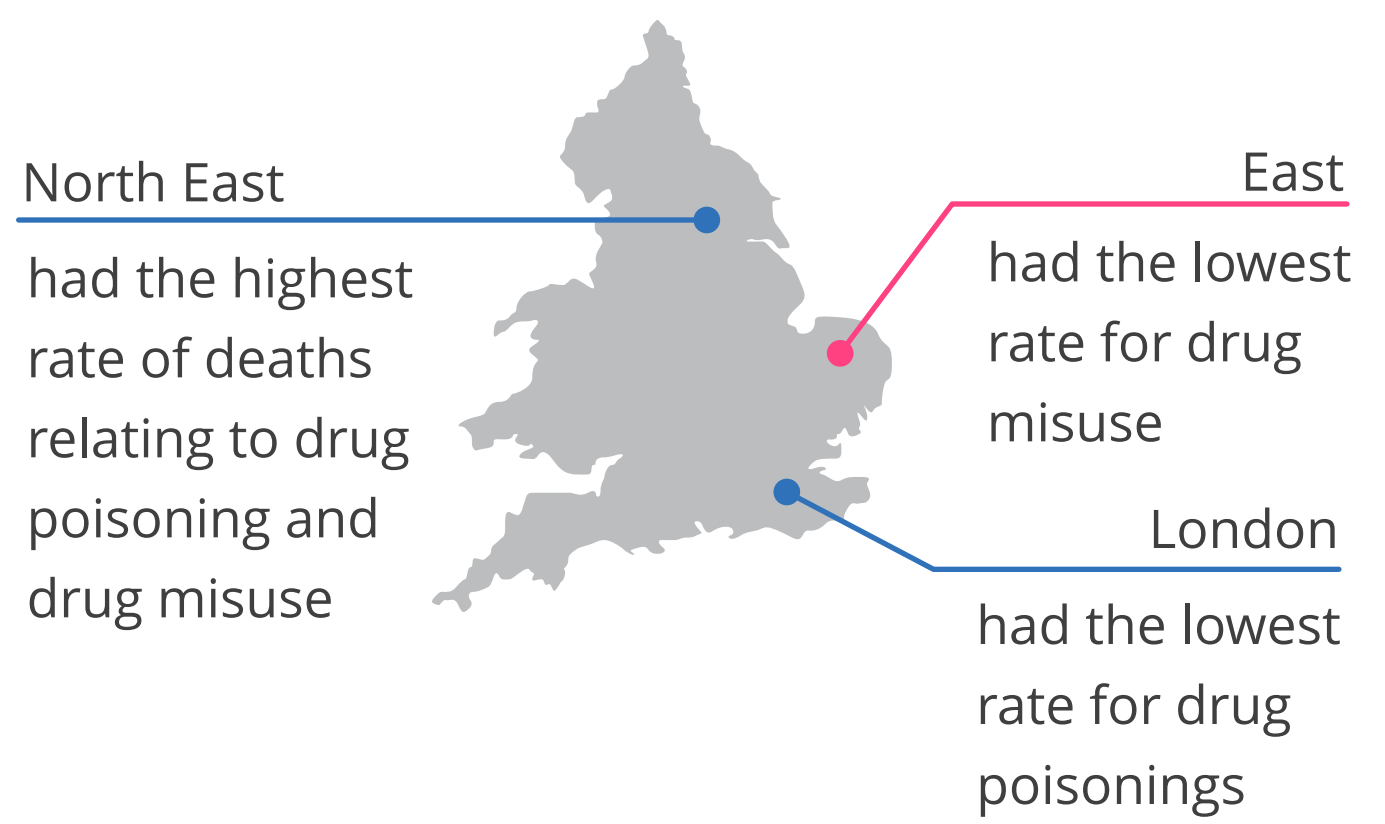 North East
had the highest
rate of deaths
relating to drug
poisoning and
drug misuse
East
had the lowest
rate for drug
misuse
London
had the lowest
rate for drug
poisonings